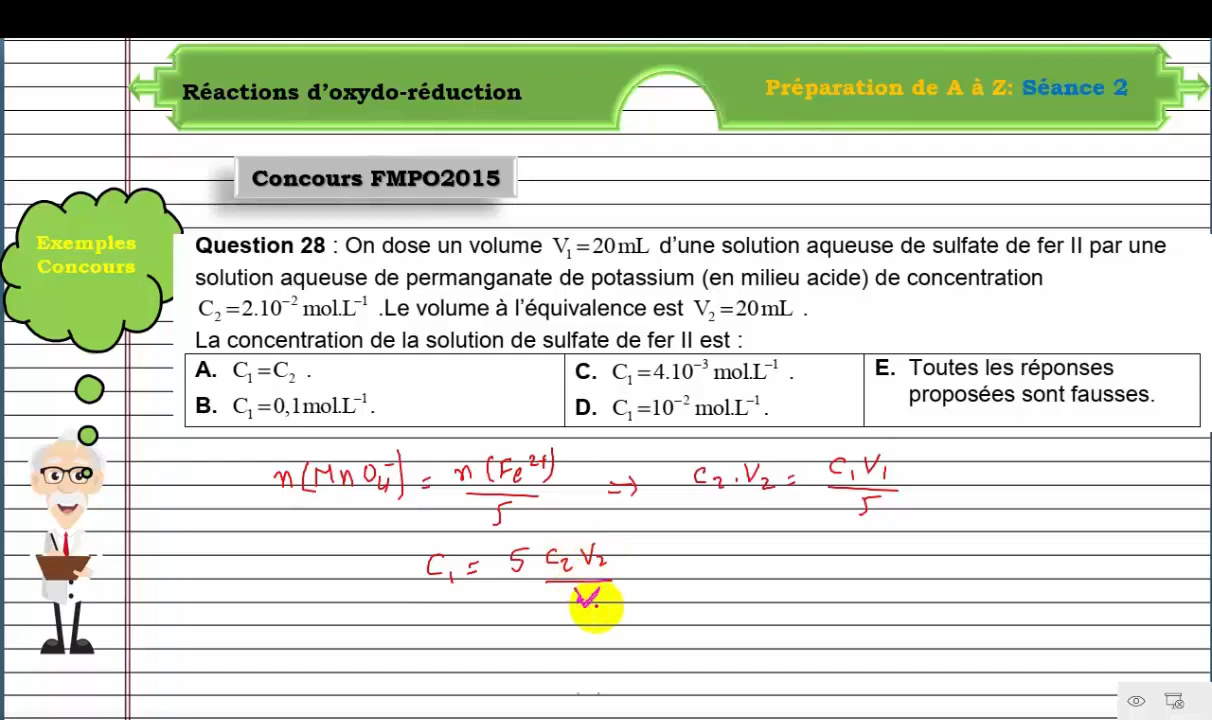 Réactions d'oxydo-réduction
Préparation de A à Z: Séance 2
Concours FMPO2015
Exemples
Concours
Question 28 : On dose un volume V₁ = 20 mL d'une solution aqueuse de sulfate de fer II par une
solution aqueuse de permanganate de potassium (en milieu acide) de concentration
C₂ = 2.10⁻² mol.L⁻¹ .Le volume à l'équivalence est V₂ = 20 mL .
La concentration de la solution de sulfate de fer II est :
A. C₁ = C₂ .
B. C₁ = 0,1 mol.L⁻¹.
C. C₁ = 4.10⁻³ mol.L⁻¹ .
D. C₁ = 10⁻² mol.L⁻¹.
E. Toutes les réponses
proposées sont fausses.
n(MnO₄⁻) = n(Fe²⁺)/5 ⇒ C₂.V₂ = C₁V₁/5
C₁ = 5 C₂V₂/V